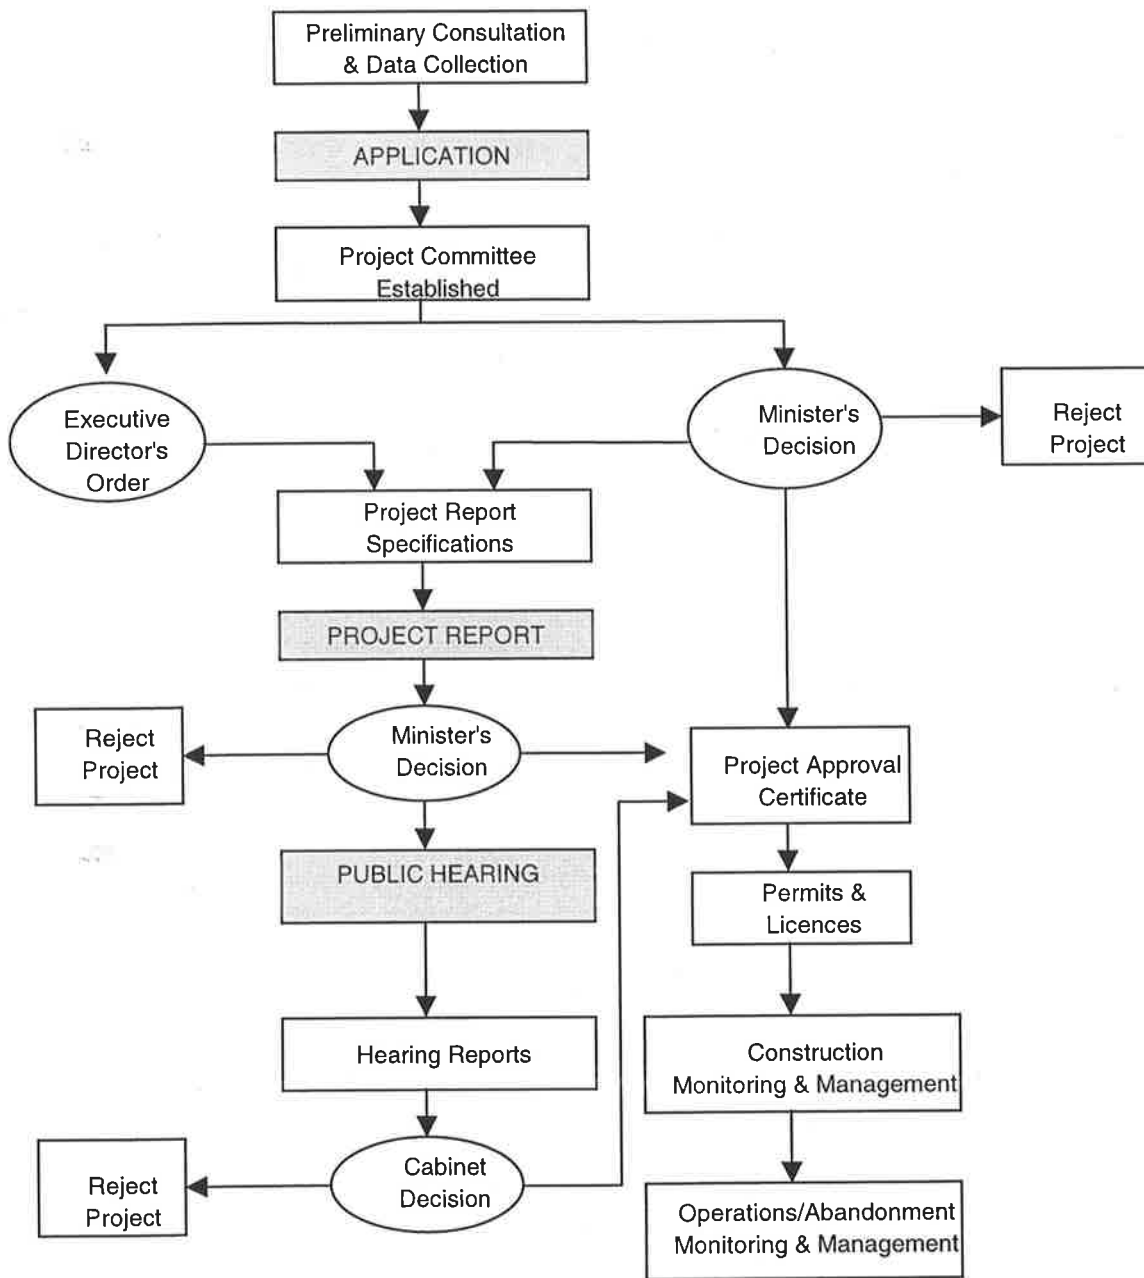 Preliminary Consultation
& Data Collection
APPLICATION
Project Committee
Established
Executive
Director's
Order
Minister's
Decision
Reject
Project
Project Report
Specifications
PROJECT REPORT
Reject
Project
Minister's
Decision
Project Approval
Certificate
PUBLIC HEARING
Permits &
Licences
Hearing Reports
Construction
Monitoring & Management
Reject
Project
Cabinet
Decision
Operations/Abandonment
Monitoring & Management